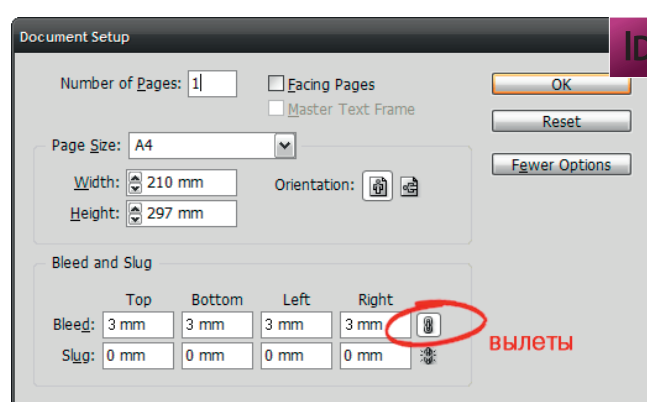 Document Setup
ID
Number of Pages: 1
Facing Pages
OK
Master Text Frame
Reset
Page Size: A4
Fewer Options
Width: 210 mm
Orientation:
Height: 297 mm
Bleed and Slug
Top Bottom Left Right
Bleed: 3 mm 3 mm 3 mm 3 mm
вылеты
Slug: 0 mm 0 mm 0 mm 0 mm